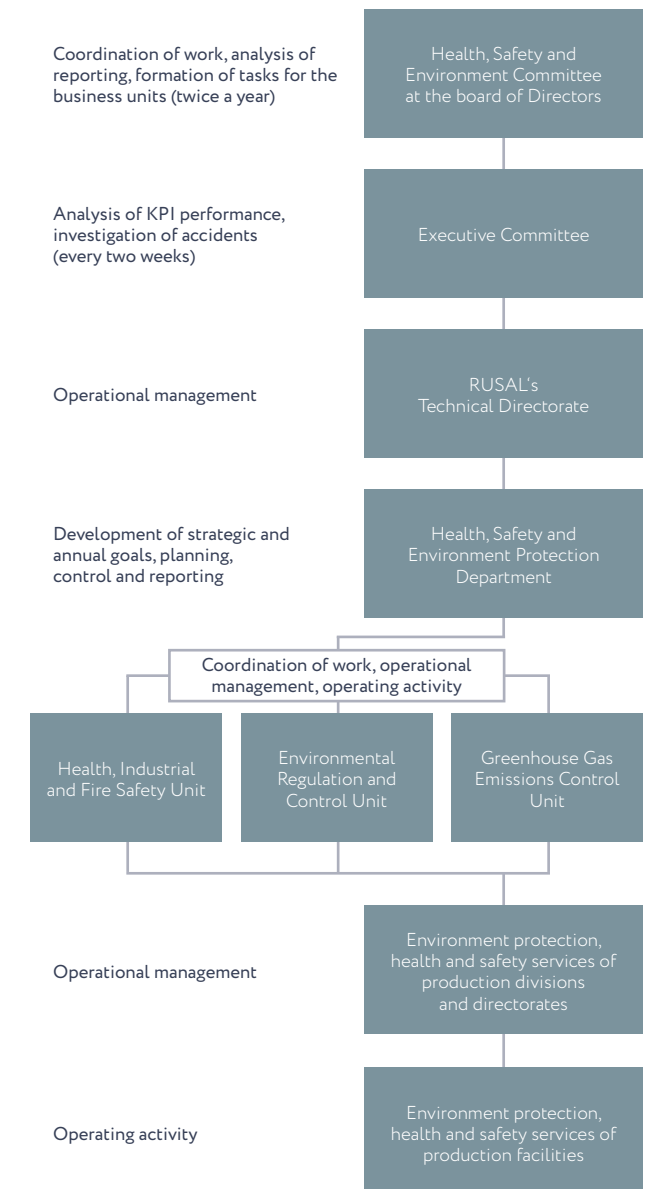 Coordination of work, analysis of
reporting, formation of tasks for the
business units (twice a year)
Health, Safety and
Environment Committee
at the board of Directors
Analysis of KPI performance,
investigation of accidents
(every two weeks)
Executive Committee
Operational management
RUSAL‘s
Technical Directorate
Development of strategic and
annual goals, planning,
control and reporting
Health, Safety and
Environment Protection
Department
Coordination of work, operational
management, operating activity
Health, Industrial
and Fire Safety Unit
Environmental
Regulation and
Control Unit
Greenhouse Gas
Emissions Control
Unit
Operational management
Environment protection,
health and safety services of
production divisions
and directorates
Operating activity
Environment protection,
health and safety services of
production facilities